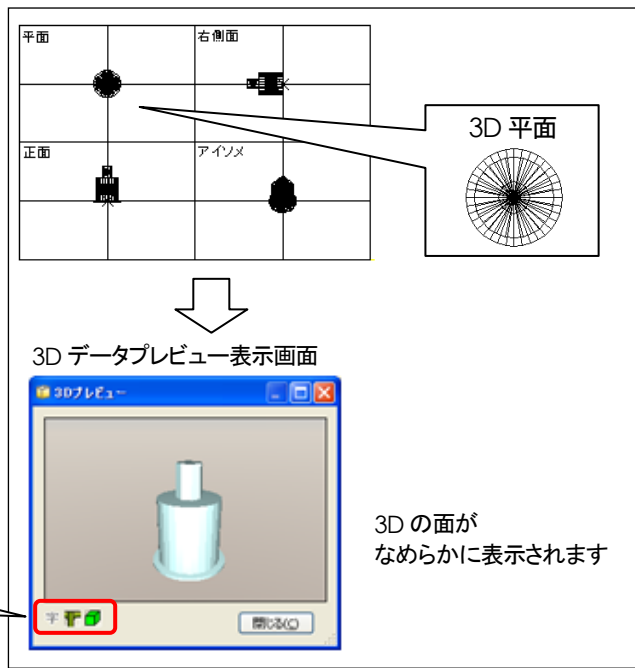 平面
右側面
正面
アイソメ
3D 平面
3D データプレビュー表示画面
3Dプレビュー
3D の面が
なめらかに表示されます
字
閉じる(C)